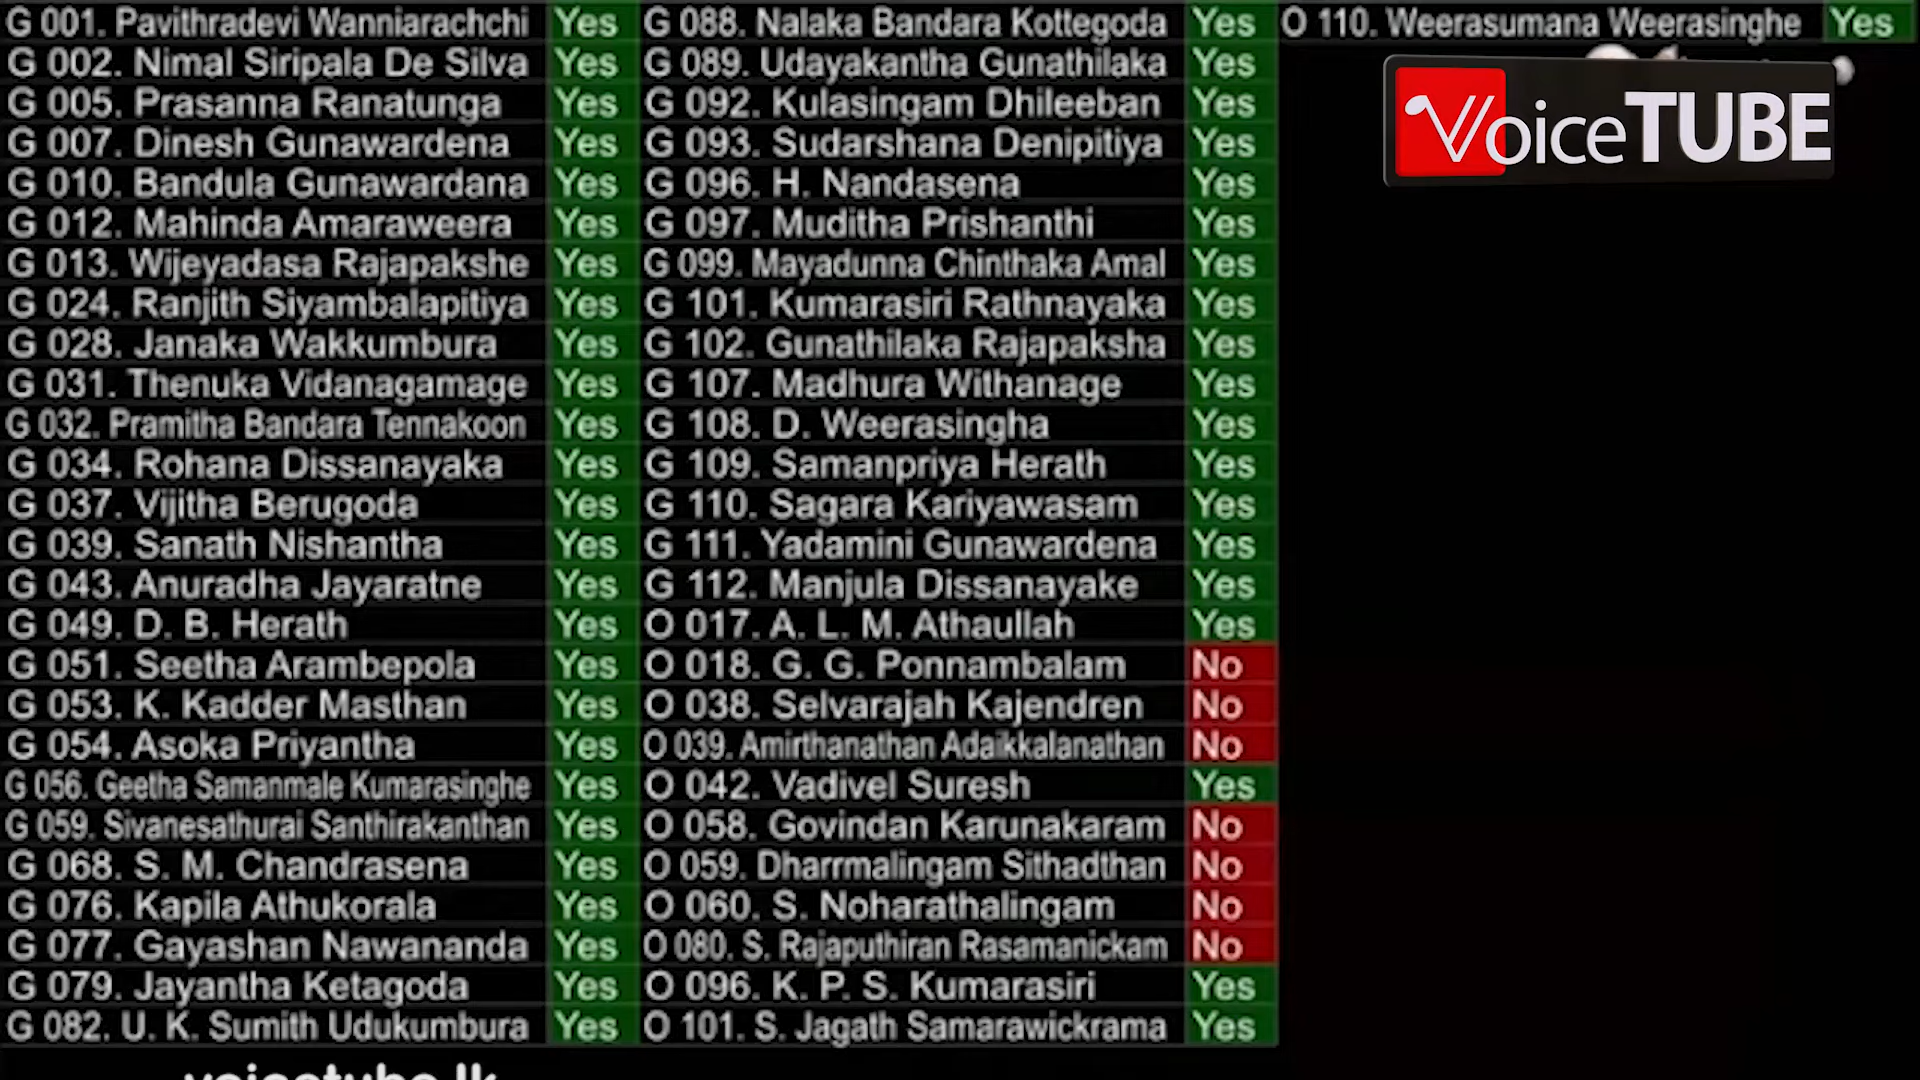 G 001. Pavithradevi Wanniarachchi Yes
G 002. Nimal Siripala De Silva Yes
G 005. Prasanna Ranatunga Yes
G 007. Dinesh Gunawardena Yes
G 010. Bandula Gunawardana Yes
G 012. Mahinda Amaraweera Yes
G 013. Wijeyadasa Rajapakshe Yes
G 024. Ranjith Siyambalapitiya Yes
G 028. Janaka Wakkumbura Yes
G 031. Thenuka Vidanagamage Yes
G 032. Pramitha Bandara Tennakoon Yes
G 034. Rohana Dissanayaka Yes
G 037. Vijitha Berugoda Yes
G 039. Sanath Nishantha Yes
G 043. Anuradha Jayaratne Yes
G 049. D. B. Herath Yes
G 051. Seetha Arambepola Yes
G 053. K. Kadder Masthan Yes
G 054. Asoka Priyantha Yes
G 056. Geetha Samanmale Kumarasinghe Yes
G 059. Sivanesathurai Santhirakanthan Yes
G 068. S. M. Chandrasena Yes
G 076. Kapila Athukorala Yes
G 077. Gayashan Nawananda Yes
G 079. Jayantha Ketagoda Yes
G 082. U. K. Sumith Udukumbura Yes
G 088. Nalaka Bandara Kottegoda Yes
G 089. Udayakantha Gunathilaka Yes
G 092. Kulasingam Dhileeban Yes
G 093. Sudarshana Denipitiya Yes
G 096. H. Nandasena Yes
G 097. Muditha Prishanthi Yes
G 099. Mayadunna Chinthaka Amal Yes
G 101. Kumarasiri Rathnayaka Yes
G 102. Gunathilaka Rajapaksha Yes
G 107. Madhura Withanage Yes
G 108. D. Weerasingha Yes
G 109. Samanpriya Herath Yes
G 110. Sagara Kariyawasam Yes
G 111. Yadamini Gunawardena Yes
G 112. Manjula Dissanayake Yes
O 017. A. L. M. Athaullah Yes
O 018. G. G. Ponnambalam No
O 038. Selvarajah Kajendren No
O 039. Amirthanathan Adaikkalanathan No
O 042. Vadivel Suresh Yes
O 058. Govindan Karunakaram No
O 059. Dharrmalingam Sithadthan No
O 060. S. Noharathalingam No
O 080. S. Rajaputhiran Rasamanickam No
O 096. K. P. S. Kumarasiri Yes
O 101. S. Jagath Samarawickrama Yes
O 110. Weerasumana Weerasinghe Yes
VoiceTUBE
voicetube.lk